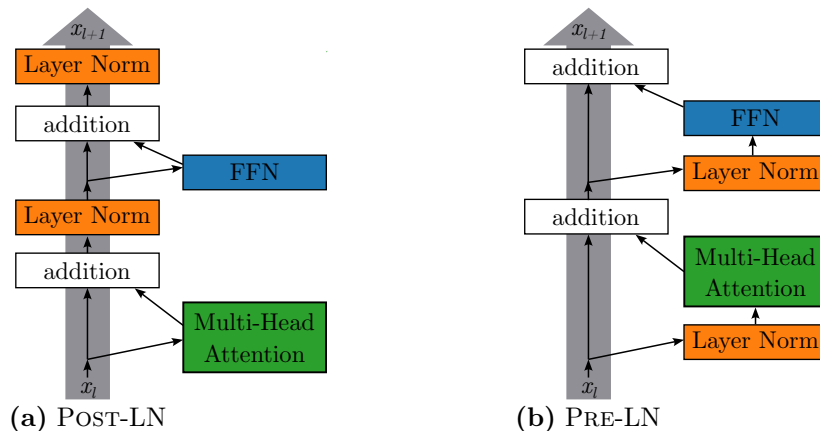 x_{l+1}
Layer Norm
addition
FFN
Layer Norm
addition
Multi-Head
Attention
x_l
(a) POST-LN
x_{l+1}
addition
FFN
Layer Norm
addition
Multi-Head
Attention
Layer Norm
x_l
(b) PRE-LN